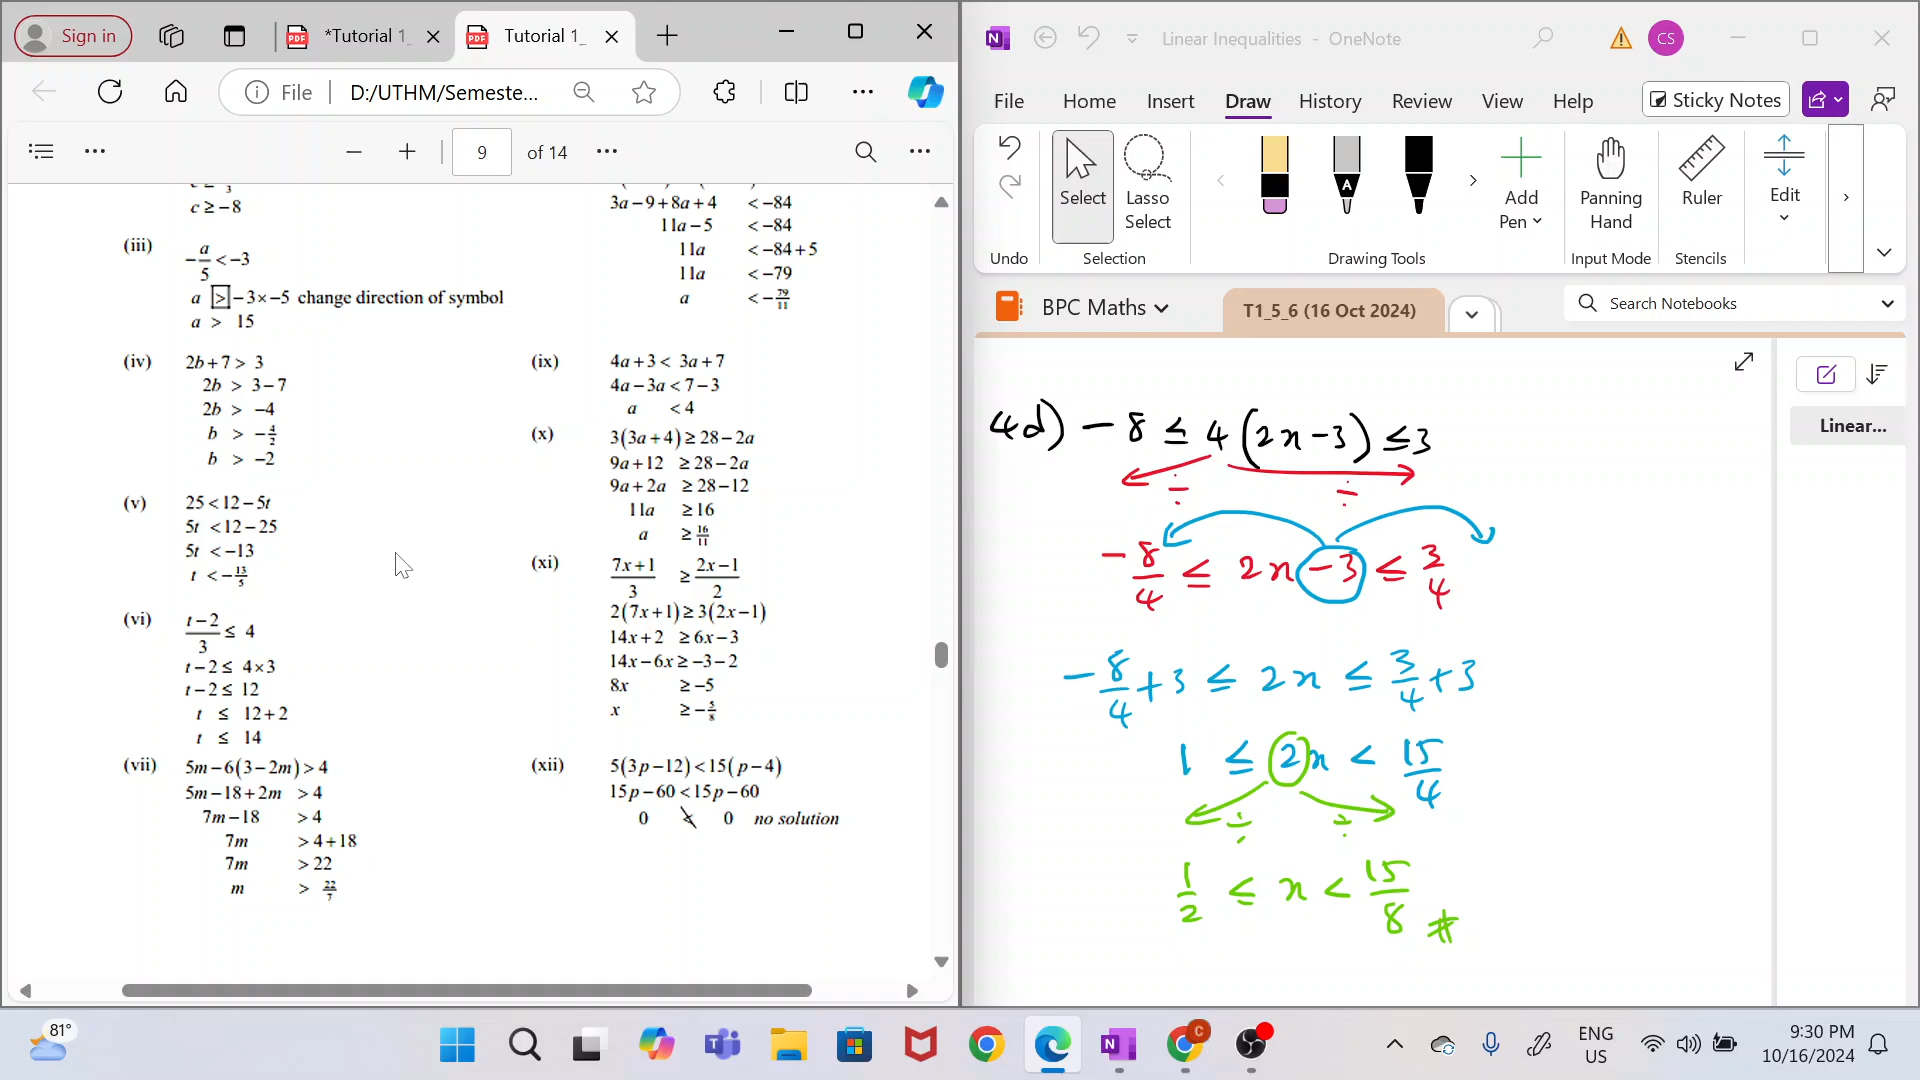 Sign in
*Tutorial 1_
Tutorial 1_
File
D:/UTHM/Semeste...
9
of 14
c ≥ -8
(iii)
-a/5 < -3
a > -3×-5 change direction of symbol
a > 15
(iv)
2b+7 > 3
2b > 3-7
2b > -4
b > -4/2
b > -2
(v)
25 < 12-5t
5t < 12-25
5t < -13
t < -13/5
(vi)
t-2/3 ≤ 4
t-2 ≤ 4×3
t-2 ≤ 12
t ≤ 12+2
t ≤ 14
(vii)
5m-6(3-2m) > 4
5m-18+2m > 4
7m-18 > 4
7m > 4+18
7m > 22
m > 22/7
3a-9+8a+4 < -84
11a-5 < -84
11a < -84+5
11a < -79
a < -79/11
(ix)
4a+3 < 3a+7
4a-3a < 7-3
a < 4
(x)
3(3a+4) ≥ 28-2a
9a+12 ≥ 28-2a
9a+2a ≥ 28-12
11a ≥ 16
a ≥ 16/11
(xi)
7x+1/3 ≥ 2x-1/2
2(7x+1) ≥ 3(2x-1)
14x+2 ≥ 6x-3
14x-6x ≥ -3-2
8x ≥ -5
x ≥ -5/8
(xii)
5(3p-12) < 15(p-4)
15p-60 < 15p-60
0 < 0 no solution
Linear Inequalities - OneNote
CS
File Home Insert Draw History Review View Help
Sticky Notes
Select
Lasso
Select
A
Add
Pen
Panning
Hand
Ruler
Edit
Undo
Selection
Drawing Tools
Input Mode
Stencils
BPC Maths
T1_5_6 (16 Oct 2024)
Search Notebooks
Linear...
4d) -8 ≤ 4(2x-3) ≤ 3
÷ ÷
-8/4 ≤ 2x-3 ≤ 3/4
-8/4+3 ≤ 2x ≤ 3/4+3
1 ≤ 2x < 15/4
÷ ÷
1/2 ≤ x < 15/8 #
81°
ENG
US
9:30 PM
10/16/2024